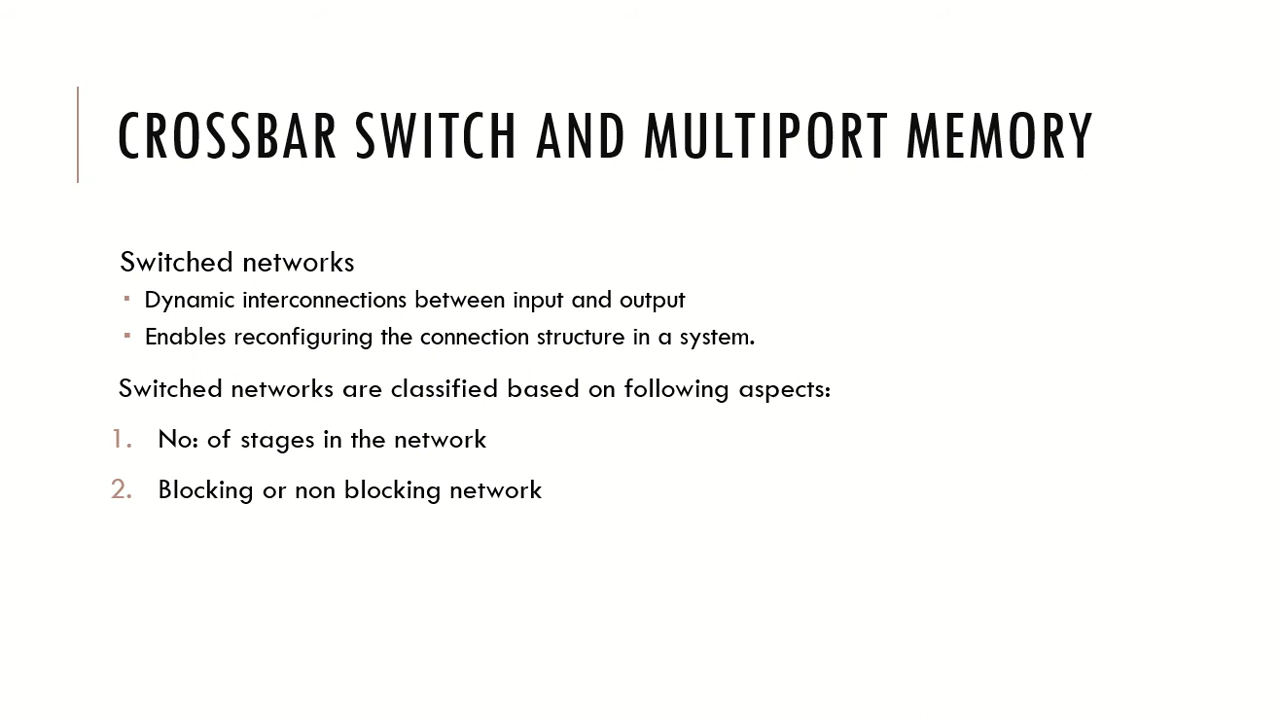 CROSSBAR SWITCH AND MULTIPORT MEMORY
Switched networks
▪ Dynamic interconnections between input and output
▪ Enables reconfiguring the connection structure in a system.
Switched networks are classified based on following aspects:
1. No: of stages in the network
2. Blocking or non blocking network